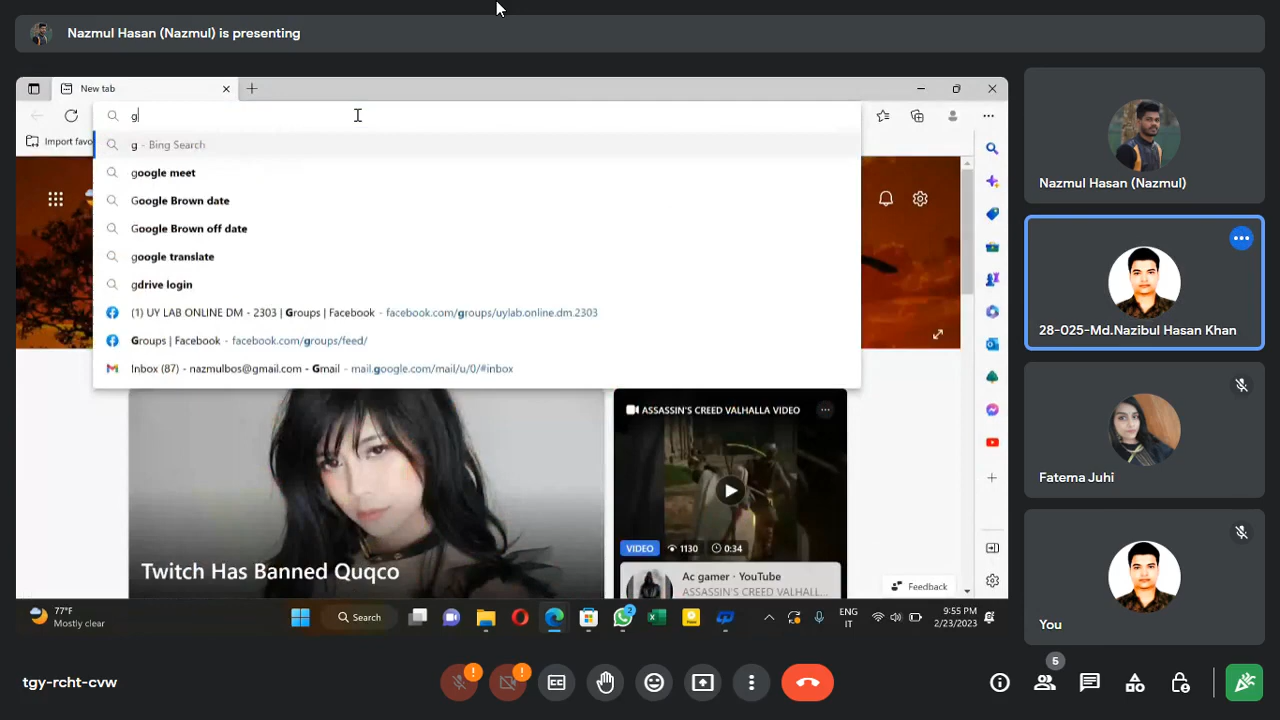 Nazmul Hasan (Nazmul) is presenting
New tab
g
Import favo
g - Bing Search
google meet
Google Brown date
Google Brown off date
google translate
gdrive login
(1) UY LAB ONLINE DM - 2303 | Groups | Facebook - facebook.com/groups/uylab.online.dm.2303
Groups | Facebook - facebook.com/groups/feed/
Inbox (87) - nazmulbos@gmail.com - Gmail - mail.google.com/mail/u/0/#inbox
Twitch Has Banned Quqco
ASSASSIN'S CREED VALHALLA VIDEO
VIDEO 1130 0:34
Ac gamer · YouTube
ASSASSIN'S CREED VALHALL...
Feedback
77°F
Mostly clear
Search
2
ENG
IT
9:55 PM
2/23/2023
Nazmul Hasan (Nazmul)
28-025-Md.Nazibul Hasan Khan
Fatema Juhi
You
tgy-rcht-cvw
5